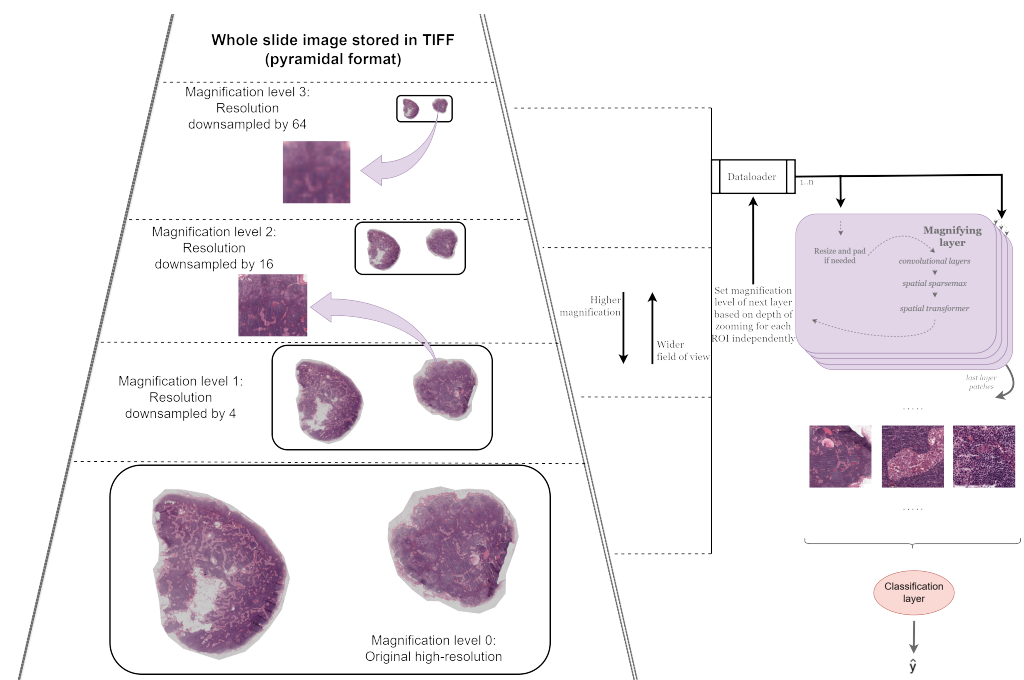 Whole slide image stored in TIFF
(pyramidal format)
Magnification level 3:
Resolution
downsampled by 64
Magnification level 2:
Resolution
downsampled by 16
Magnification level 1:
Resolution
downsampled by 4
Magnification level 0:
Original high-resolution
Higher
magnification
Wider
field of view
Dataloader
1..n
Set magnification
level of next layer
based on depth of
zooming for each
ROI independently
Magnifying
layer
Resize and pad
if needed
convolutional layers
spatial sparsemax
spatial transformer
last layer
patches
.....
.....
Classification
layer
ŷ